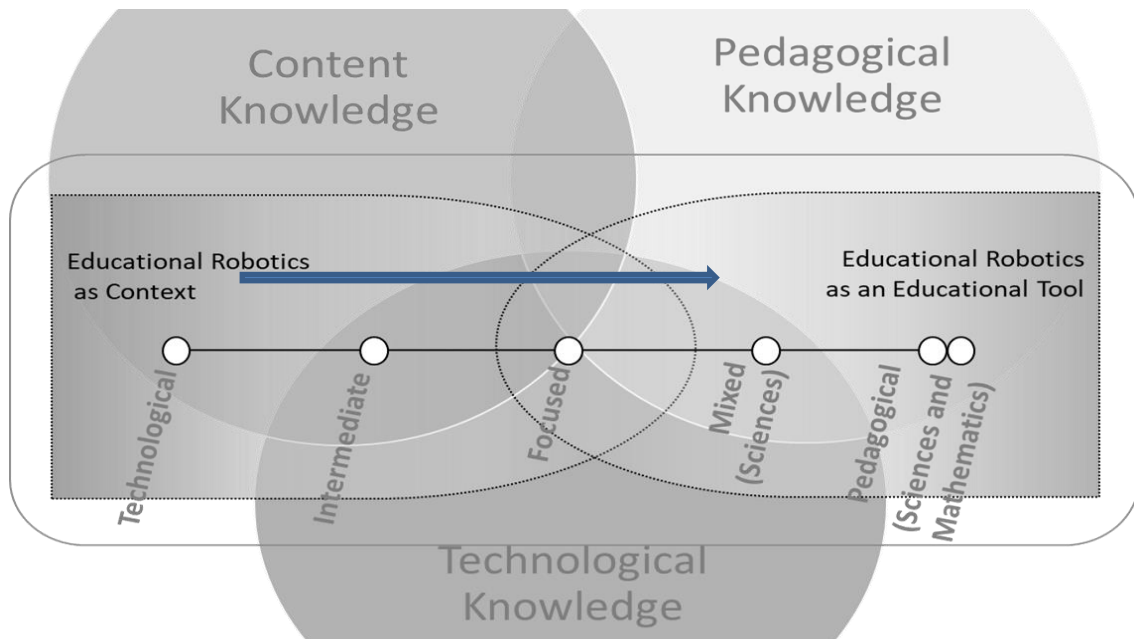 Content
Knowledge
Pedagogical
Knowledge
Educational Robotics
as Context
Educational Robotics
as an Educational Tool
Technological
Intermediate
Focused
Mixed
(Sciences)
Pedagogical
(Sciences and
Mathematics)
Technological
Knowledge